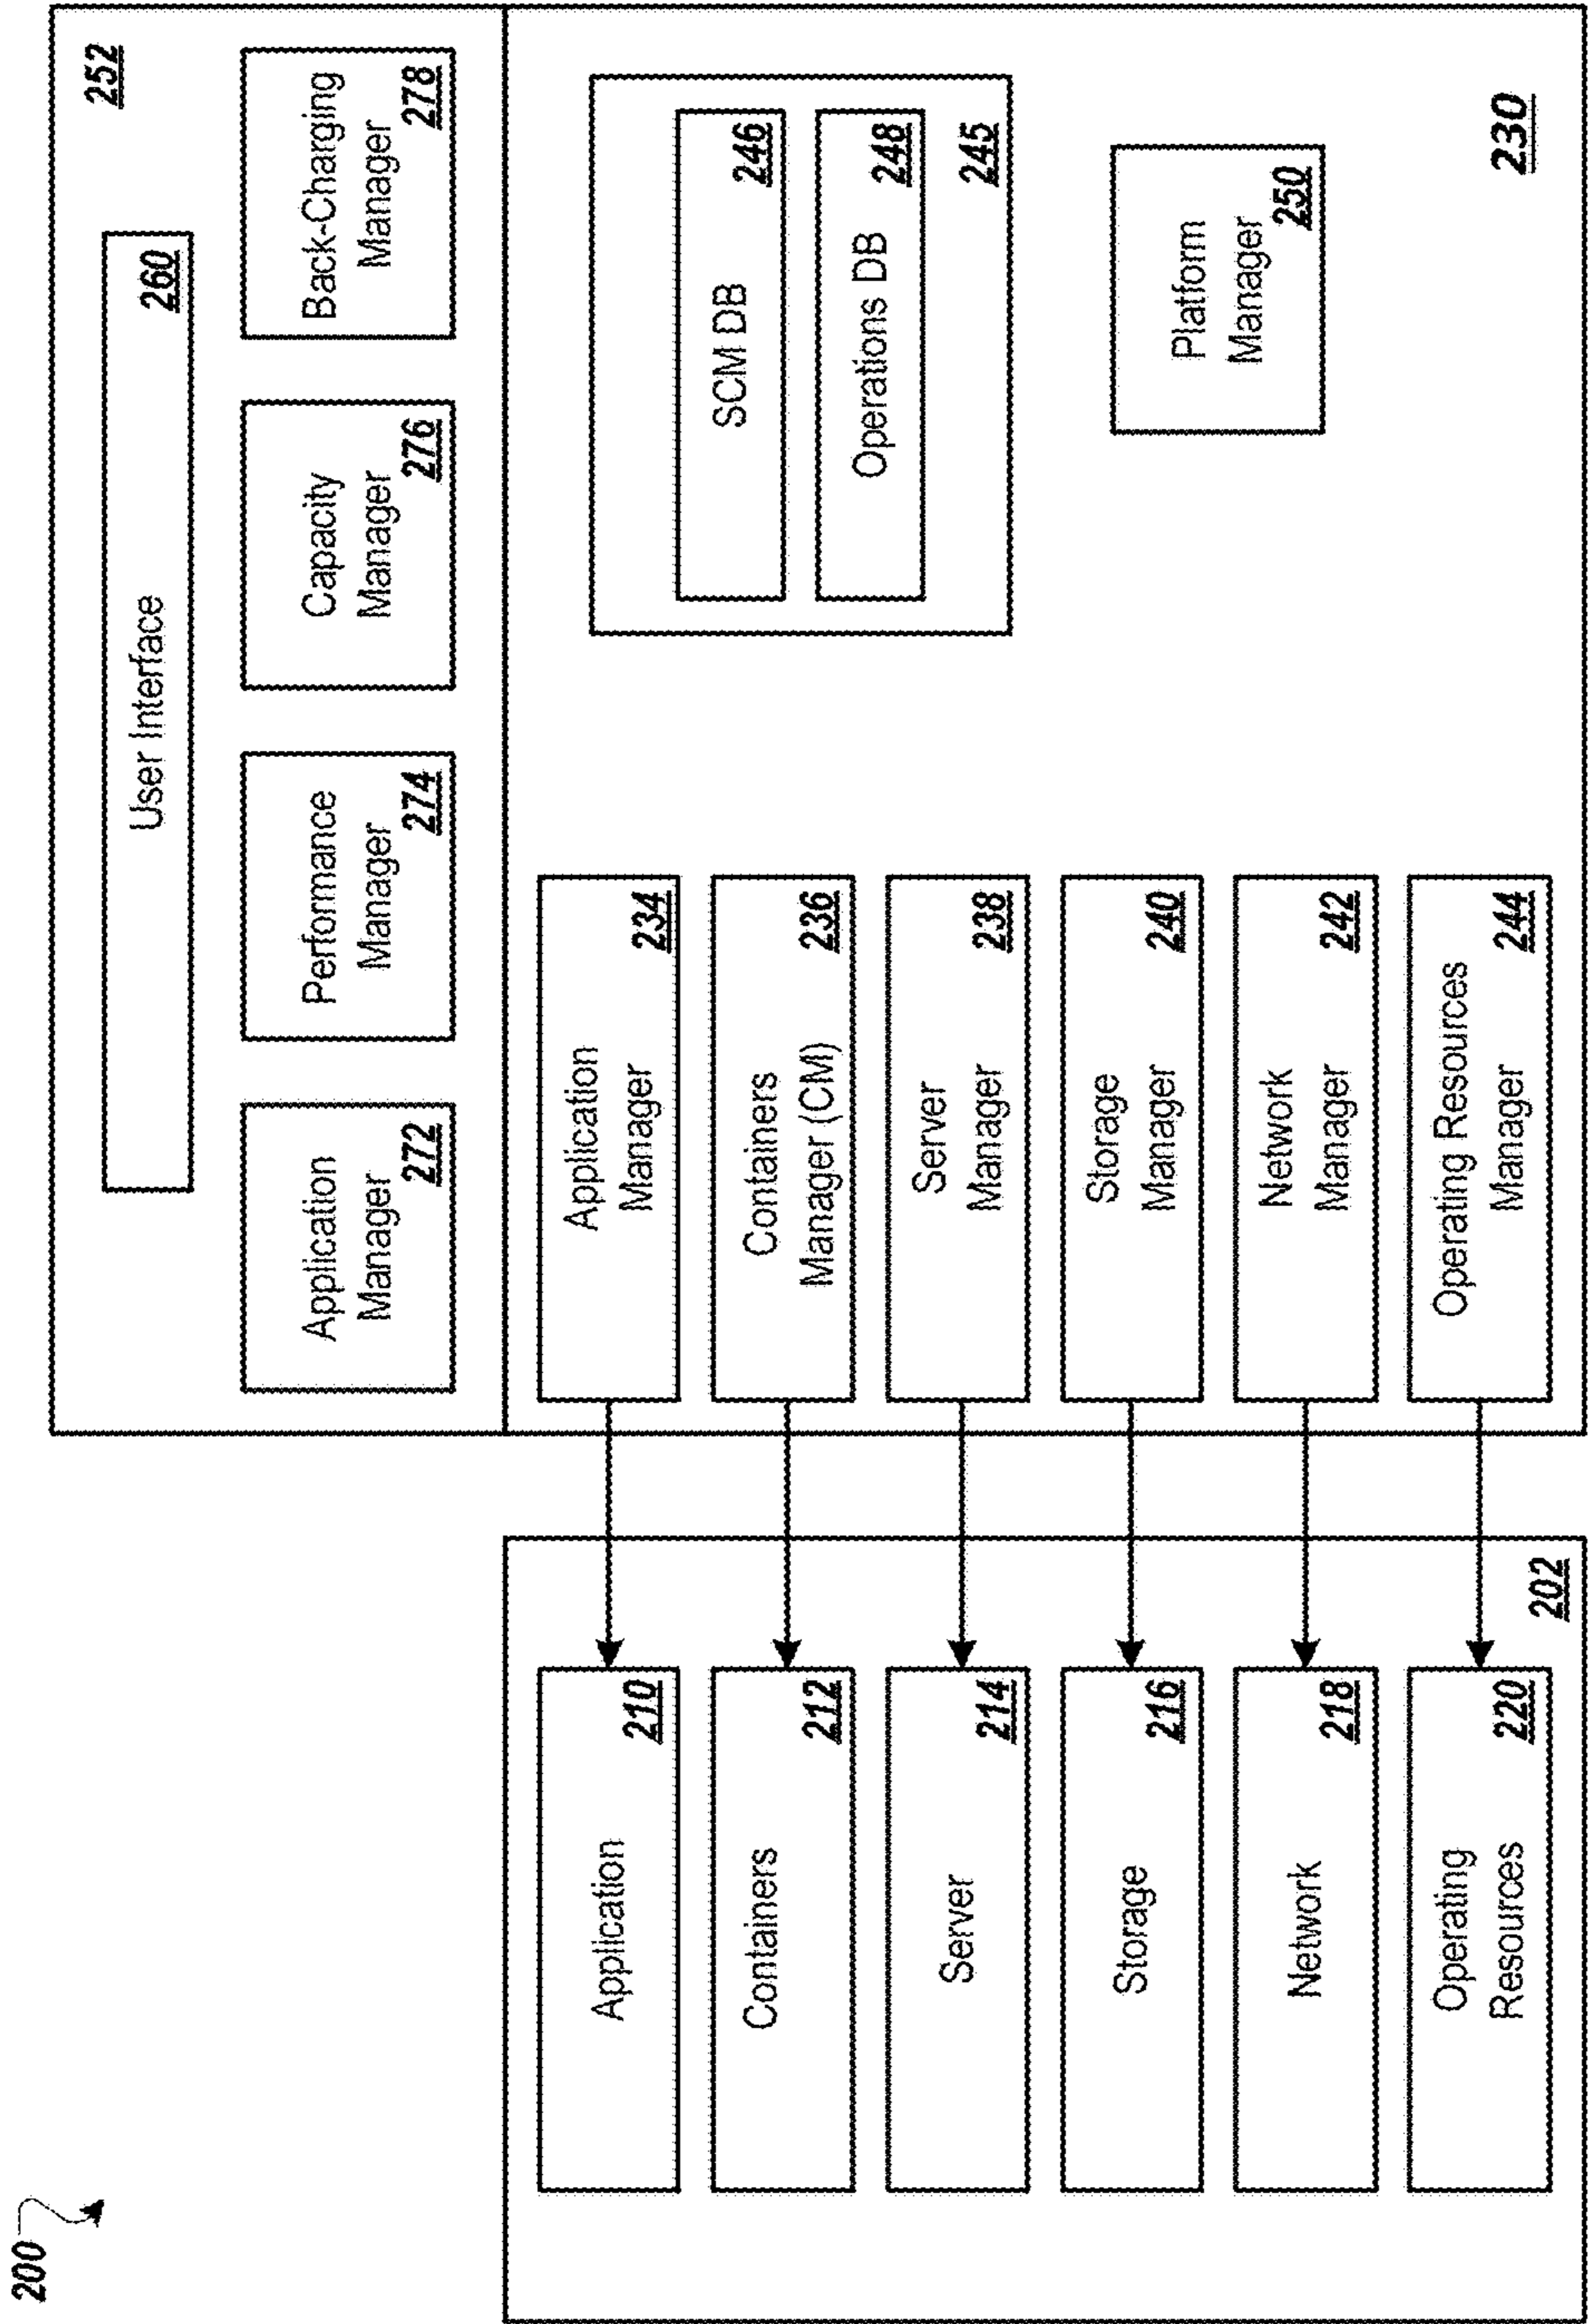 200
252
User Interface
260
Application
Manager
272
Performance
Manager
274
Capacity
Manager
276
Back-Charging
Manager
278
Application
210
Containers
212
Server
214
Storage
216
Network
218
Operating
Resources
220
202
Application
Manager
234
Containers
Manager (CM)
236
Server
Manager
238
Storage
Manager
240
Network
Manager
242
Operating Resources
Manager
244
SCM DB
246
Operations DB
248
245
Platform
Manager
250
230